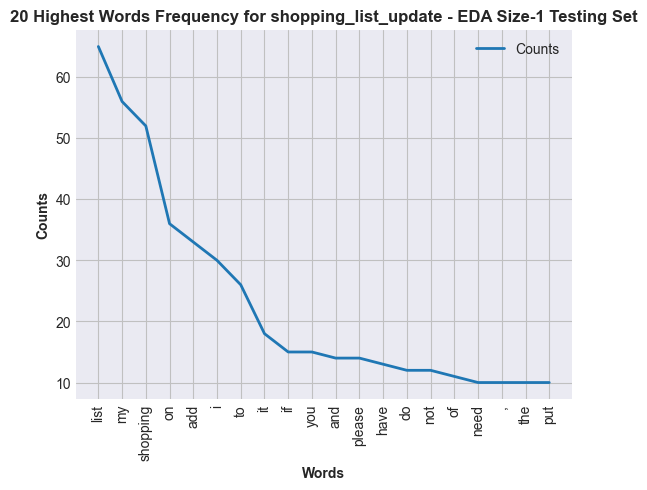 20 Highest Words Frequency for shopping_list_update - EDA Size-1 Testing Set
Counts
60
50
40
30
20
10
Counts
list
my
shopping
on
add
i
to
it
if
you
and
please
have
do
not
of
need
,
the
put
Words